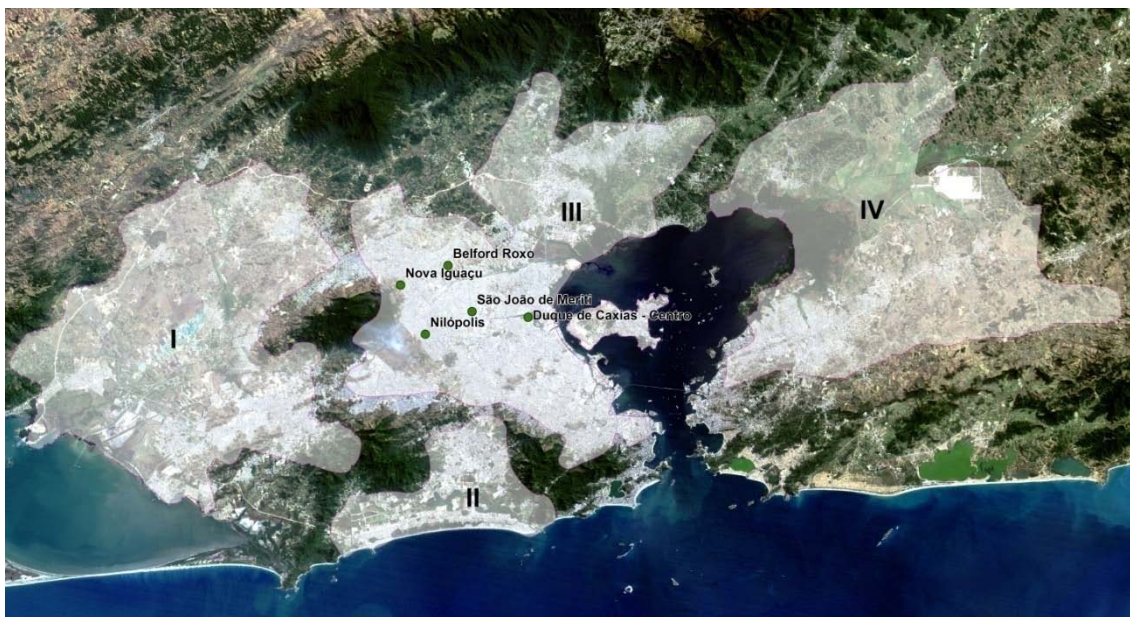 III
IV
Belford Roxo
Nova Iguaçu
São João de Meriti
Duque de Caxias - Centro
Nilópolis
I
II